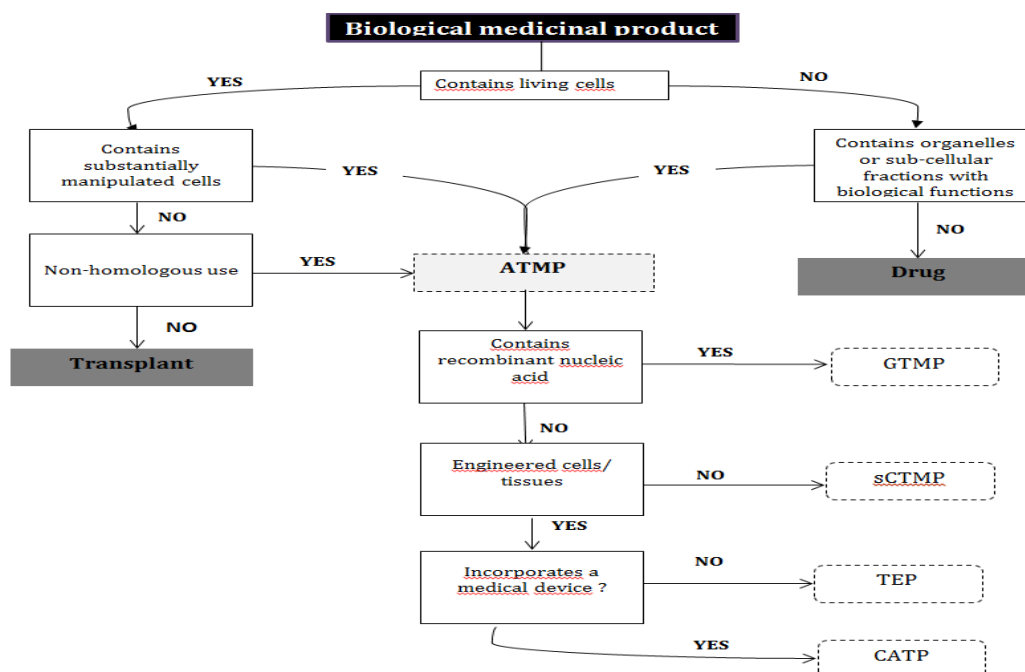 Biological medicinal product
YES
NO
Contains living cells
Contains
substantially
manipulated cells
YES
YES
Contains organelles
or sub-cellular
fractions with
biological functions
NO
NO
Non-homologous use
YES
ATMP
Drug
NO
Transplant
Contains
recombinant nucleic
acid
YES
GTMP
NO
Engineered cells/
tissues
NO
sCTMP
YES
Incorporates a
medical device ?
NO
TEP
YES
CATP